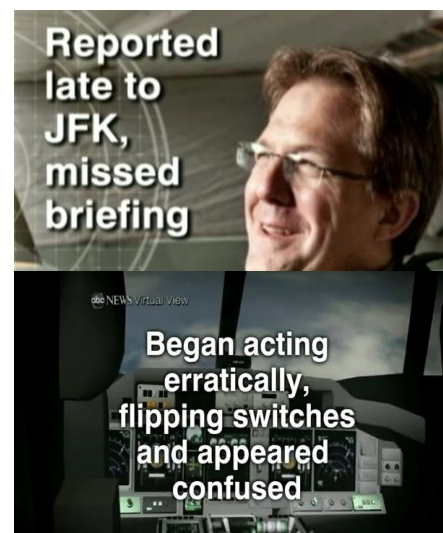 Reported
late to
JFK,
missed
briefing
abc NEWS Virtual View
Began acting
erratically,
flipping switches
and appeared
confused